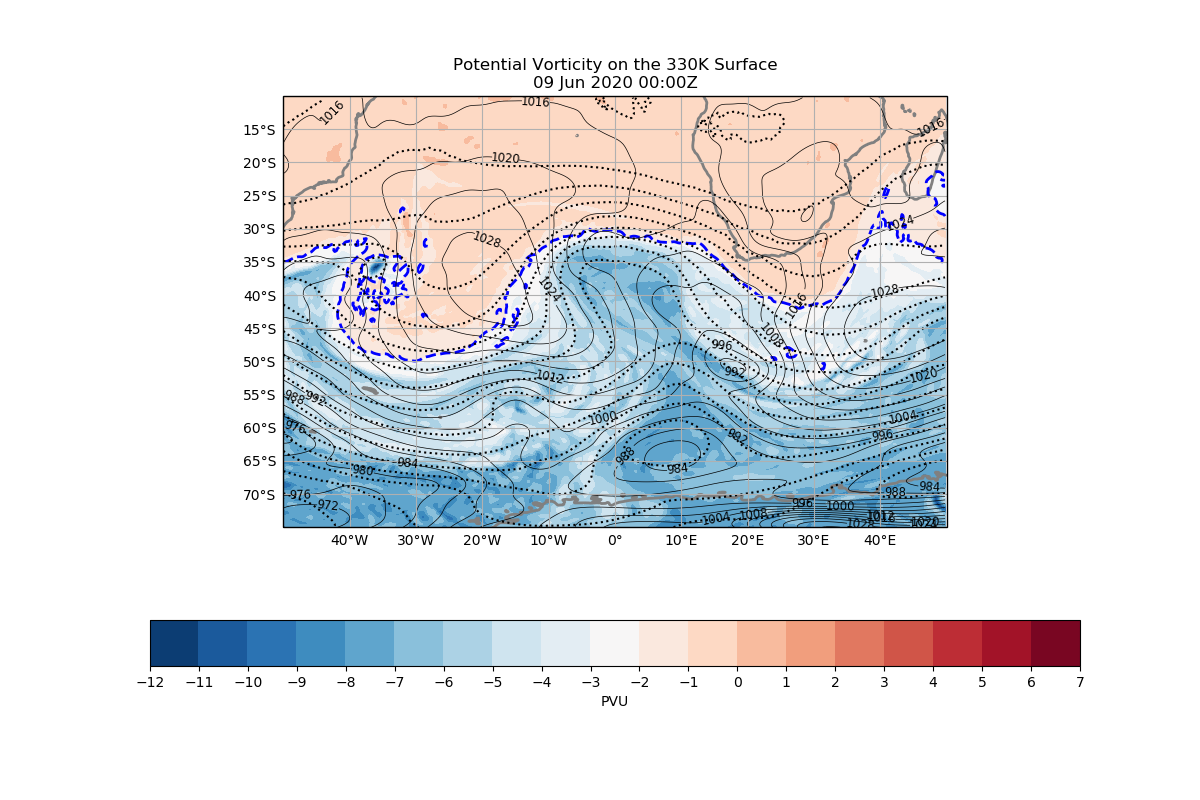 Potential Vorticity on the 330K Surface
09 Jun 2020 00:00Z
1016
1016
1016
15°S
1020
20°S
25°S
1024
30°S
1028
35°S
1024
1028
40°S
1016
45°S
1008
996
50°S
992
1012
1020
55°S
988
992
1004
1000
60°S
976
992
996
65°S
988
984
980
984
70°S
976
984
988
972
996
1000
1004
1008
1012
1028
1020
40°W
30°W
20°W
10°W
0°
10°E
20°E
30°E
40°E
−12
−11
−10
−9
−8
−7
−6
−5
−4
−3
−2
−1
0
1
2
3
4
5
6
7
PVU